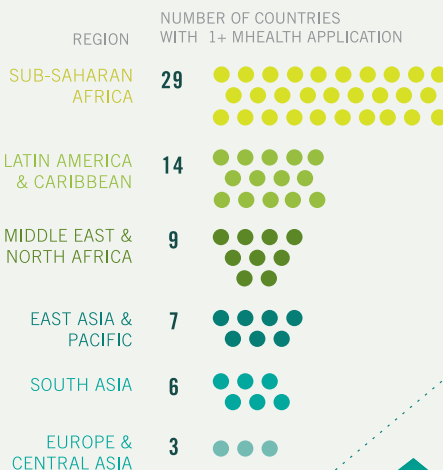 REGION
NUMBER OF COUNTRIES
WITH 1+ MHEALTH APPLICATION
SUB-SAHARAN
AFRICA
29
LATIN AMERICA
& CARIBBEAN
14
MIDDLE EAST &
NORTH AFRICA
9
EAST ASIA &
PACIFIC
7
SOUTH ASIA
6
EUROPE &
CENTRAL ASIA
3